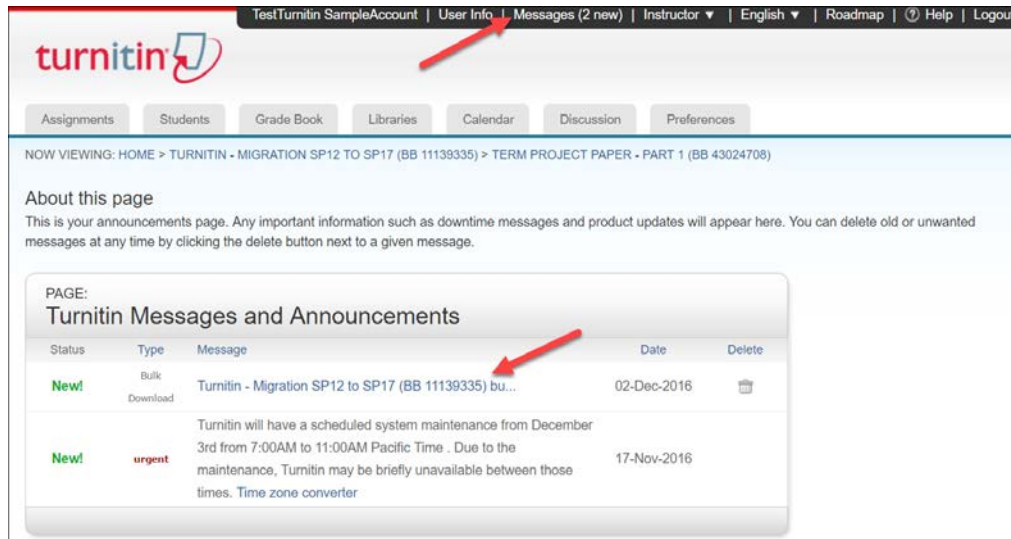 TestTurnitin SampleAccount | User Info | Messages (2 new) | Instructor ▼ | English ▼ | Roadmap | ? Help | Logou
turnitin
Assignments Students Grade Book Libraries Calendar Discussion Preferences
NOW VIEWING: HOME > TURNITIN - MIGRATION SP12 TO SP17 (BB 11139335) > TERM PROJECT PAPER - PART 1 (BB 43024708)
About this page
This is your announcements page. Any important information such as downtime messages and product updates will appear here. You can delete old or unwanted
messages at any time by clicking the delete button next to a given message.
PAGE:
Turnitin Messages and Announcements
Status Type Message Date Delete
New! Bulk Download Turnitin - Migration SP12 to SP17 (BB 11139335) bu... 02-Dec-2016
Turnitin will have a scheduled system maintenance from December
3rd from 7:00AM to 11:00AM Pacific Time . Due to the
New! urgent maintenance, Turnitin may be briefly unavailable between those 17-Nov-2016
times. Time zone converter